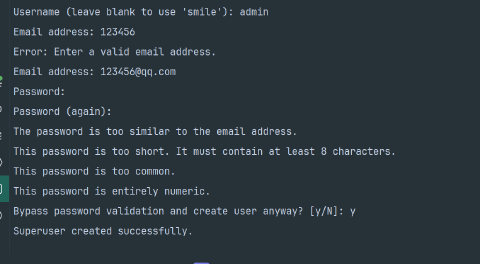 Username (leave blank to use 'smile'): admin
Email address: 123456
Error: Enter a valid email address.
Email address: 123456@qq.com
Password:
Password (again):
The password is too similar to the email address.
This password is too short. It must contain at least 8 characters.
This password is too common.
This password is entirely numeric.
Bypass password validation and create user anyway? [y/N]: y
Superuser created successfully.